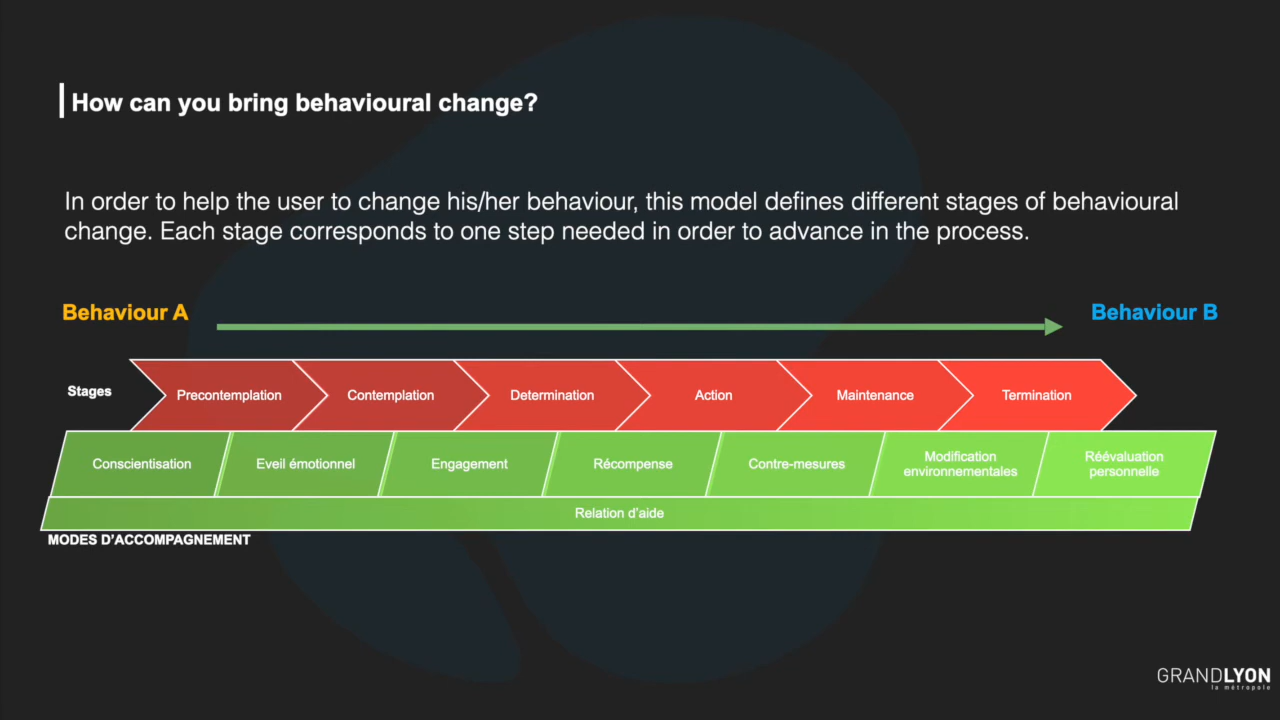 How can you bring behavioural change?
In order to help the user to change his/her behaviour, this model defines different stages of behavioural
change. Each stage corresponds to one step needed in order to advance in the process.
Behaviour A
Behaviour B
Stages
Precontemplation
Contemplation
Determination
Action
Maintenance
Termination
Conscientisation
Eveil émotionnel
Engagement
Récompense
Contre-mesures
Modification
environnementales
Réévaluation
personnelle
Relation d'aide
MODES D'ACCOMPAGNEMENT
GRANDLYON
la métropole